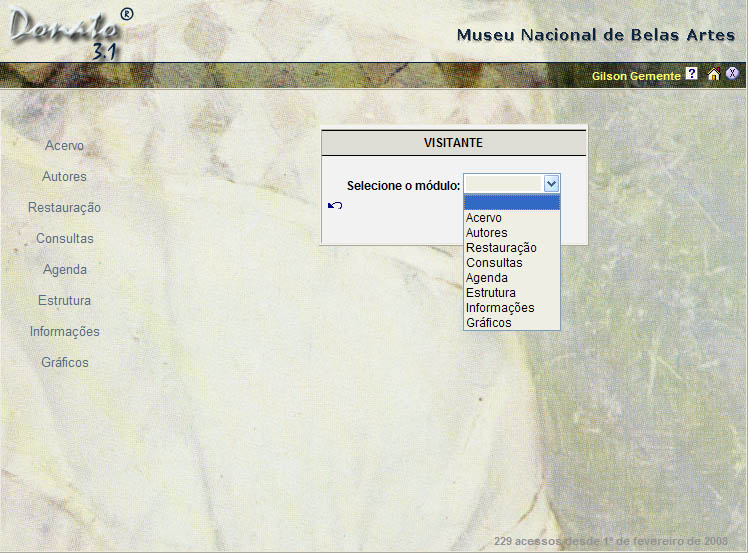 Donato ®
3.1
Museu Nacional de Belas Artes
Gilson Gemente ? X
Acervo
Autores
Restauração
Consultas
Agenda
Estrutura
Informações
Gráficos
VISITANTE
Selecione o módulo:
Acervo
Autores
Restauração
Consultas
Agenda
Estrutura
Informações
Gráficos
229 acessos desde 1º de fevereiro de 2008